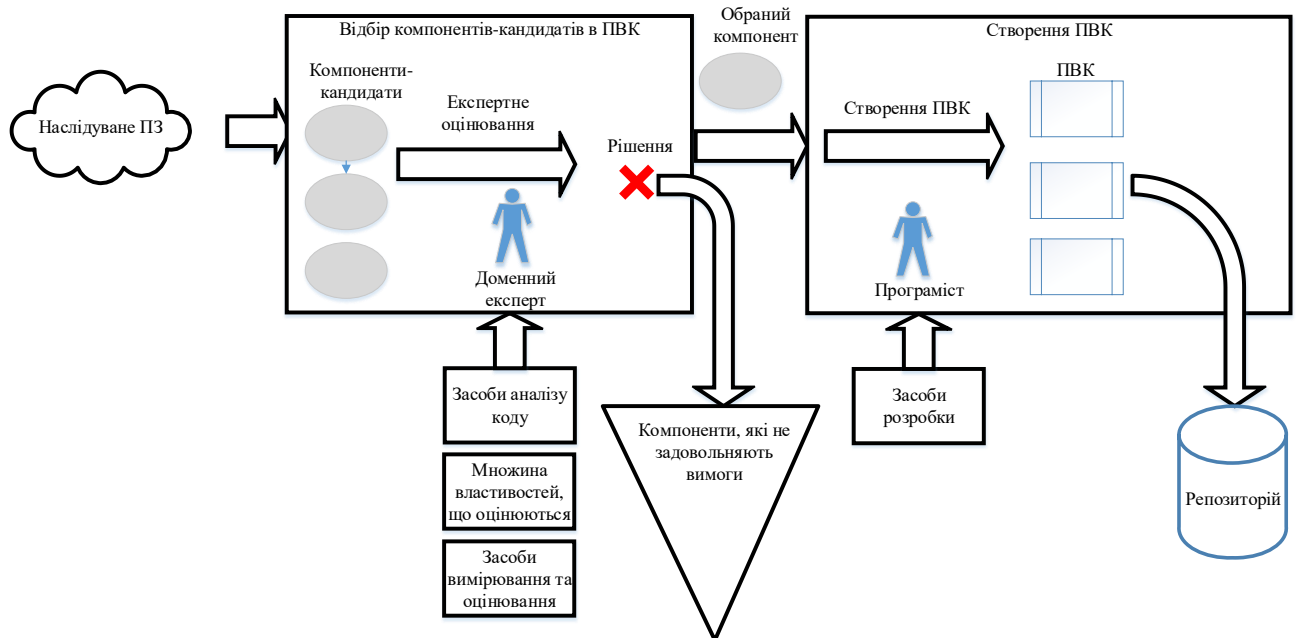 Наслідуване ПЗ
Відбір компонентів-кандидатів в ПВК
Компоненти-
кандидати
Експертне
оцінювання
Рішення
Доменний
експерт
Засоби аналізу
коду
Множина
властивостей,
що оцінюються
Засоби
вимірювання та
оцінювання
Компоненти, які не
задовольняють
вимоги
Обраний
компонент
Створення ПВК
Створення ПВК
ПВК
Програміст
Засоби
розробки
Репозиторій